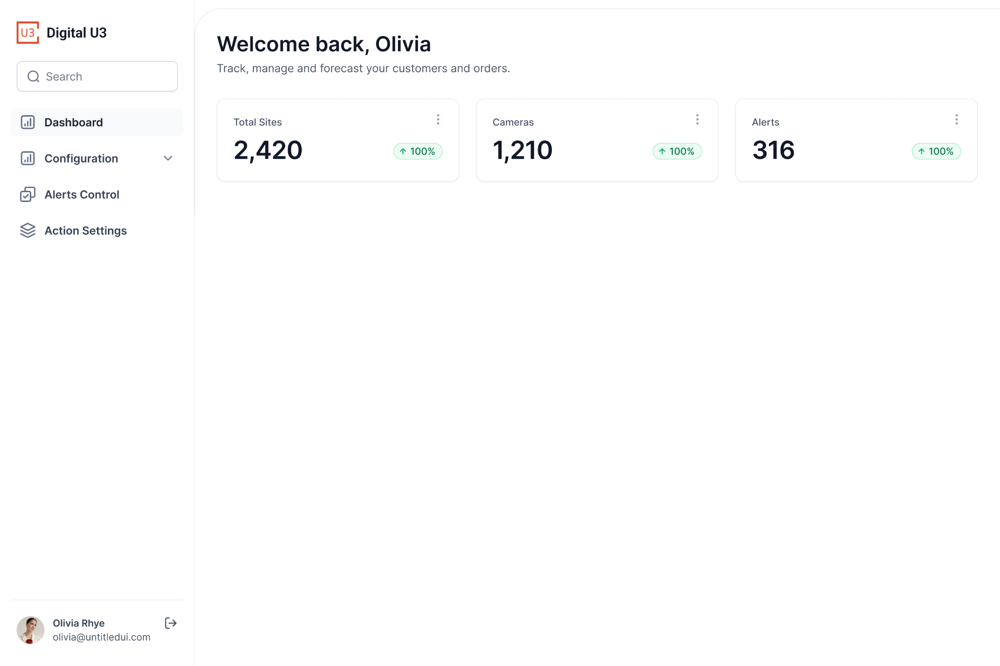 U3 Digital U3
Search
Dashboard
Configuration
Alerts Control
Action Settings
Olivia Rhye
olivia@untitledui.com
Welcome back, Olivia
Track, manage and forecast your customers and orders.
Total Sites
2,420
100%
Cameras
1,210
100%
Alerts
316
100%